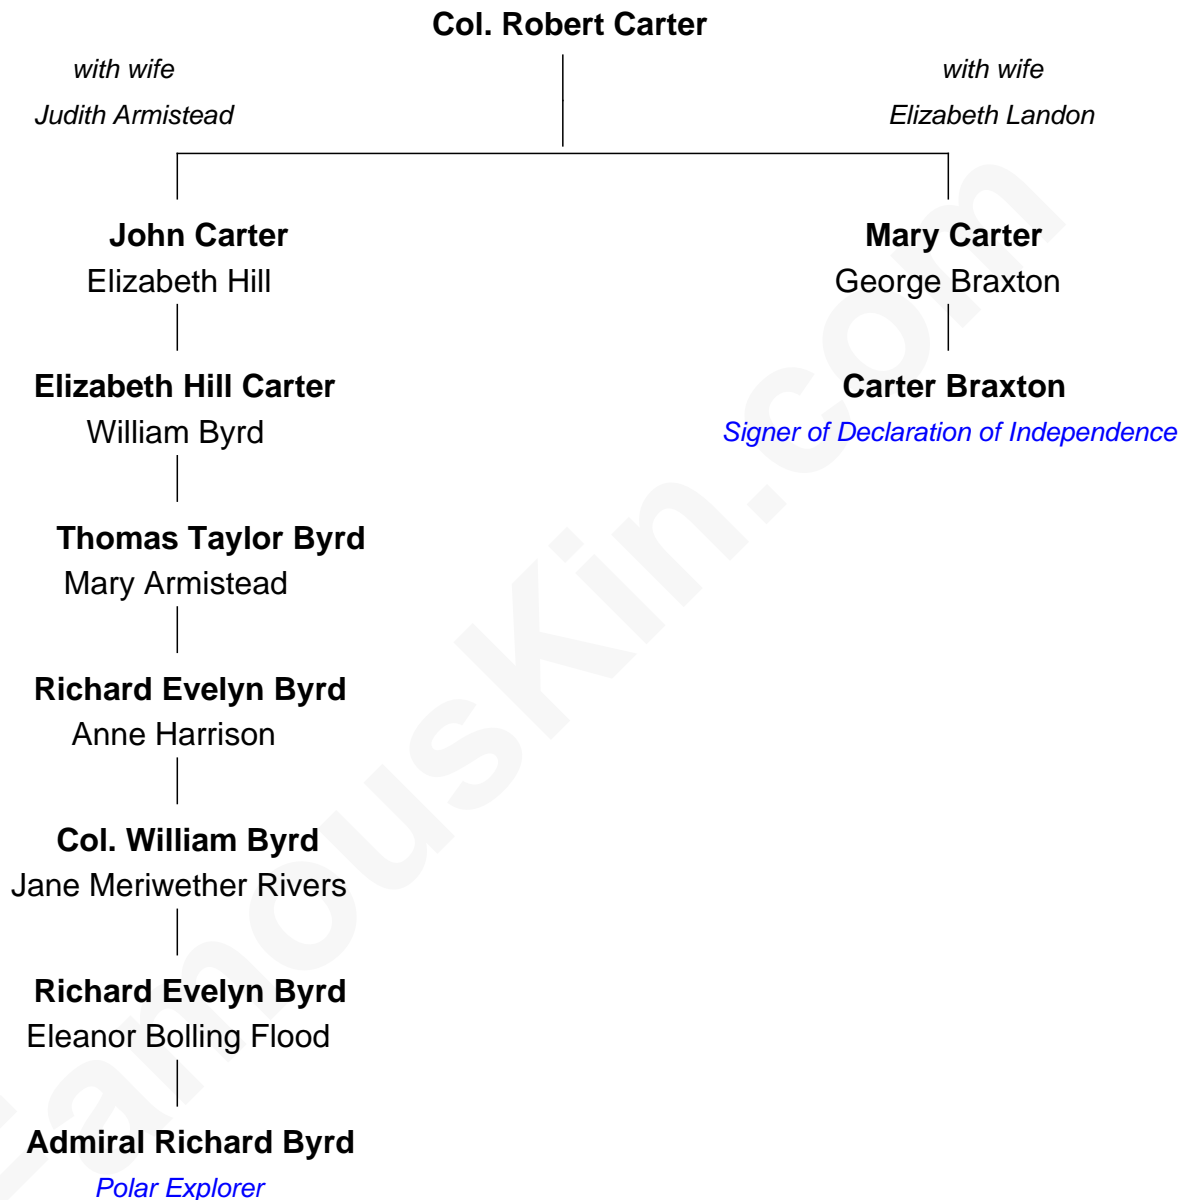 Col. Robert Carter
with wife
Judith Armistead
with wife
Elizabeth Landon
John Carter
Elizabeth Hill
Mary Carter
George Braxton
Elizabeth Hill Carter
William Byrd
Carter Braxton
Signer of Declaration of Independence
Thomas Taylor Byrd
Mary Armistead
Richard Evelyn Byrd
Anne Harrison
Col. William Byrd
Jane Meriwether Rivers
Richard Evelyn Byrd
Eleanor Bolling Flood
Admiral Richard Byrd
Polar Explorer
FamousKin.com